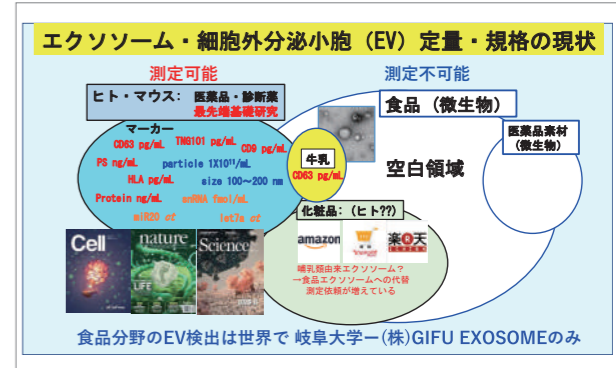 エクソソーム・細胞外分泌小胞（EV）定量・規格の現状
測定可能
測定不可能
ヒト・マウス： 医薬品・診断薬
最先端基礎研究
食品（微生物）
医薬品素材
（微生物）
マーカー
CD63 pg/mL
TNG101 pg/mL
CD9 pg/mL
PS ng/mL
particle 1X10¹¹/mL
HLA pg/mL
size 100～200 nm
Protein ng/mL
miR20 ct
let7a ct
牛乳
CD63 pg/mL
空白領域
化粧品：（ヒト??）
amazon
楽天
Cell
nature
Science
LIFE
哺乳類由来エクソソーム？
→食品エクソソームへの代替
測定依頼が増えている
食品分野のEV検出は世界で 岐阜大学ー(株)GIFU EXOSOMEのみ